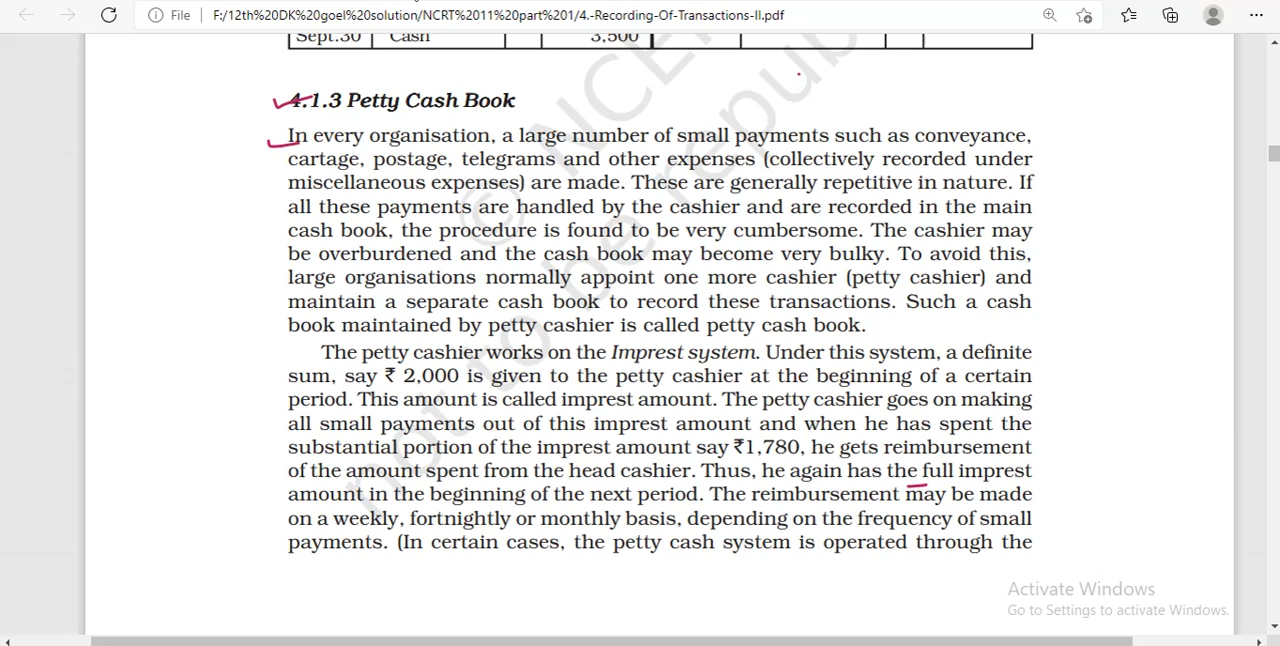 File
F:/12th%20DK%20goel%20solution/NCRT%2011%20part%201/4.-Recording-Of-Transactions-II.pdf
Sept.30 Cash 3,500
4.1.3 Petty Cash Book
In every organisation, a large number of small payments such as conveyance,
cartage, postage, telegrams and other expenses (collectively recorded under
miscellaneous expenses) are made. These are generally repetitive in nature. If
all these payments are handled by the cashier and are recorded in the main
cash book, the procedure is found to be very cumbersome. The cashier may
be overburdened and the cash book may become very bulky. To avoid this,
large organisations normally appoint one more cashier (petty cashier) and
maintain a separate cash book to record these transactions. Such a cash
book maintained by petty cashier is called petty cash book.
The petty cashier works on the Imprest system. Under this system, a definite
sum, say ₹ 2,000 is given to the petty cashier at the beginning of a certain
period. This amount is called imprest amount. The petty cashier goes on making
all small payments out of this imprest amount and when he has spent the
substantial portion of the imprest amount say ₹1,780, he gets reimbursement
of the amount spent from the head cashier. Thus, he again has the full imprest
amount in the beginning of the next period. The reimbursement may be made
on a weekly, fortnightly or monthly basis, depending on the frequency of small
payments. (In certain cases, the petty cash system is operated through the
© NCE
not to be repub
Activate Windows
Go to Settings to activate Windows.